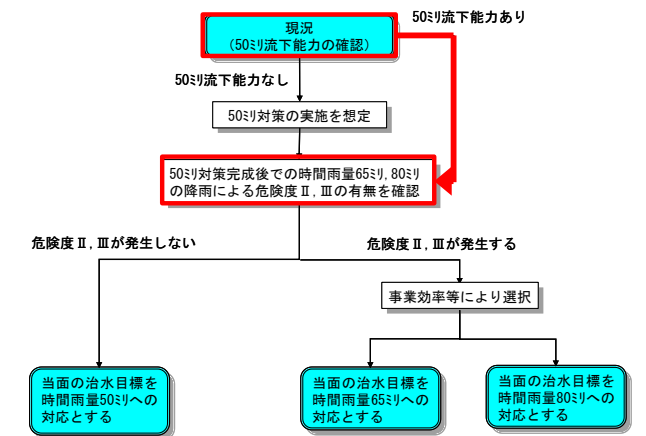 現況
(50ﾐﾘ流下能力の確認)
50ﾐﾘ流下能力あり
50ﾐﾘ流下能力なし
50ﾐﾘ対策の実施を想定
50ﾐﾘ対策完成後での時間雨量65ﾐﾘ,80ﾐﾘ
の降雨による危険度Ⅱ,Ⅲの有無を確認
危険度Ⅱ,Ⅲが発生しない
危険度Ⅱ,Ⅲが発生する
事業効率等により選択
当面の治水目標を
時間雨量50ﾐﾘへの
対応とする
当面の治水目標を
時間雨量65ﾐﾘへの
対応とする
当面の治水目標を
時間雨量80ﾐﾘへの
対応とする